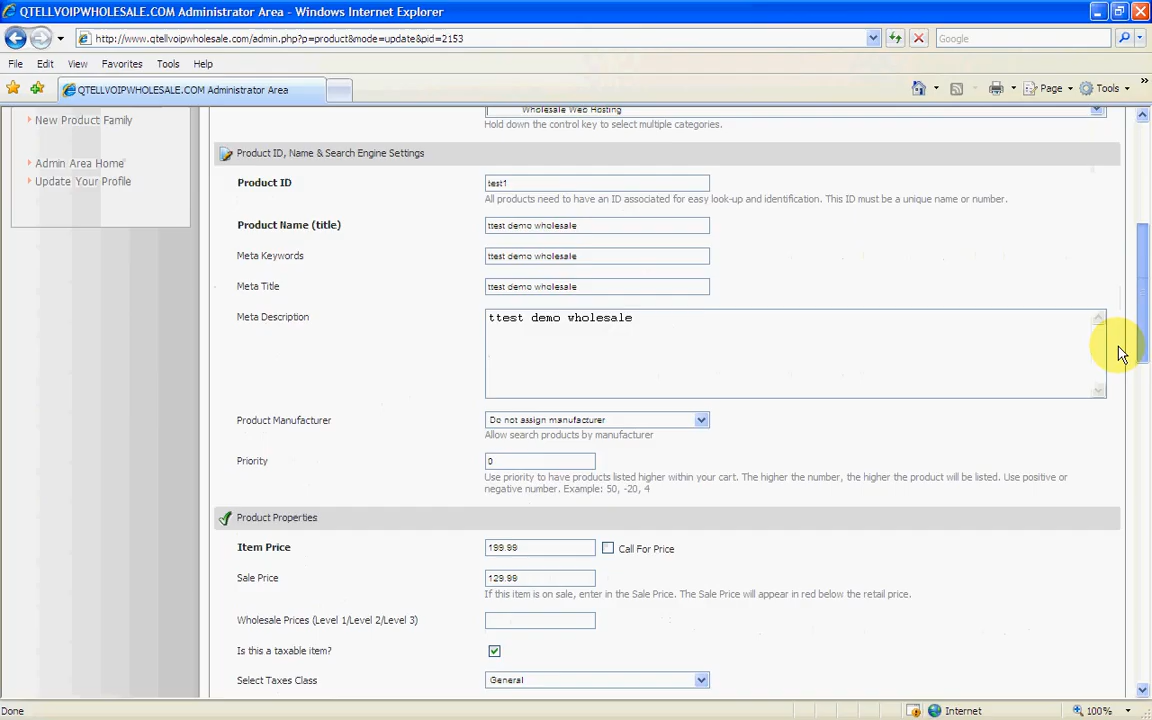 QTELLVOIPWHOLESALE.COM Administrator Area - Windows Internet Explorer
http://www.qtellvoipwholesale.com/admin.php?p=product&mode=update&pid=2153
Google
File Edit View Favorites Tools Help
QTELLVOIPWHOLESALE.COM Administrator Area
Page Tools
New Product Family
Admin Area Home
Update Your Profile
Wholesale Web Hosting
Hold down the control key to select multiple categories.
Product ID, Name & Search Engine Settings
Product ID test1
All products need to have an ID associated for easy look-up and identification. This ID must be a unique name or number.
Product Name (title) ttest demo wholesale
Meta Keywords ttest demo wholesale
Meta Title ttest demo wholesale
Meta Description ttest demo wholesale
Product Manufacturer Do not assign manufacturer
Allow search products by manufacturer
Priority 0
Use priority to have products listed higher within your cart. The higher the number, the higher the product will be listed. Use positive or
negative number. Example: 50, -20, 4
Product Properties
Item Price 199.99 Call For Price
Sale Price 129.99
If this item is on sale, enter in the Sale Price. The Sale Price will appear in red below the retail price.
Wholesale Prices (Level 1/Level 2/Level 3)
Is this a taxable item?
Select Taxes Class General
Done Internet 100%